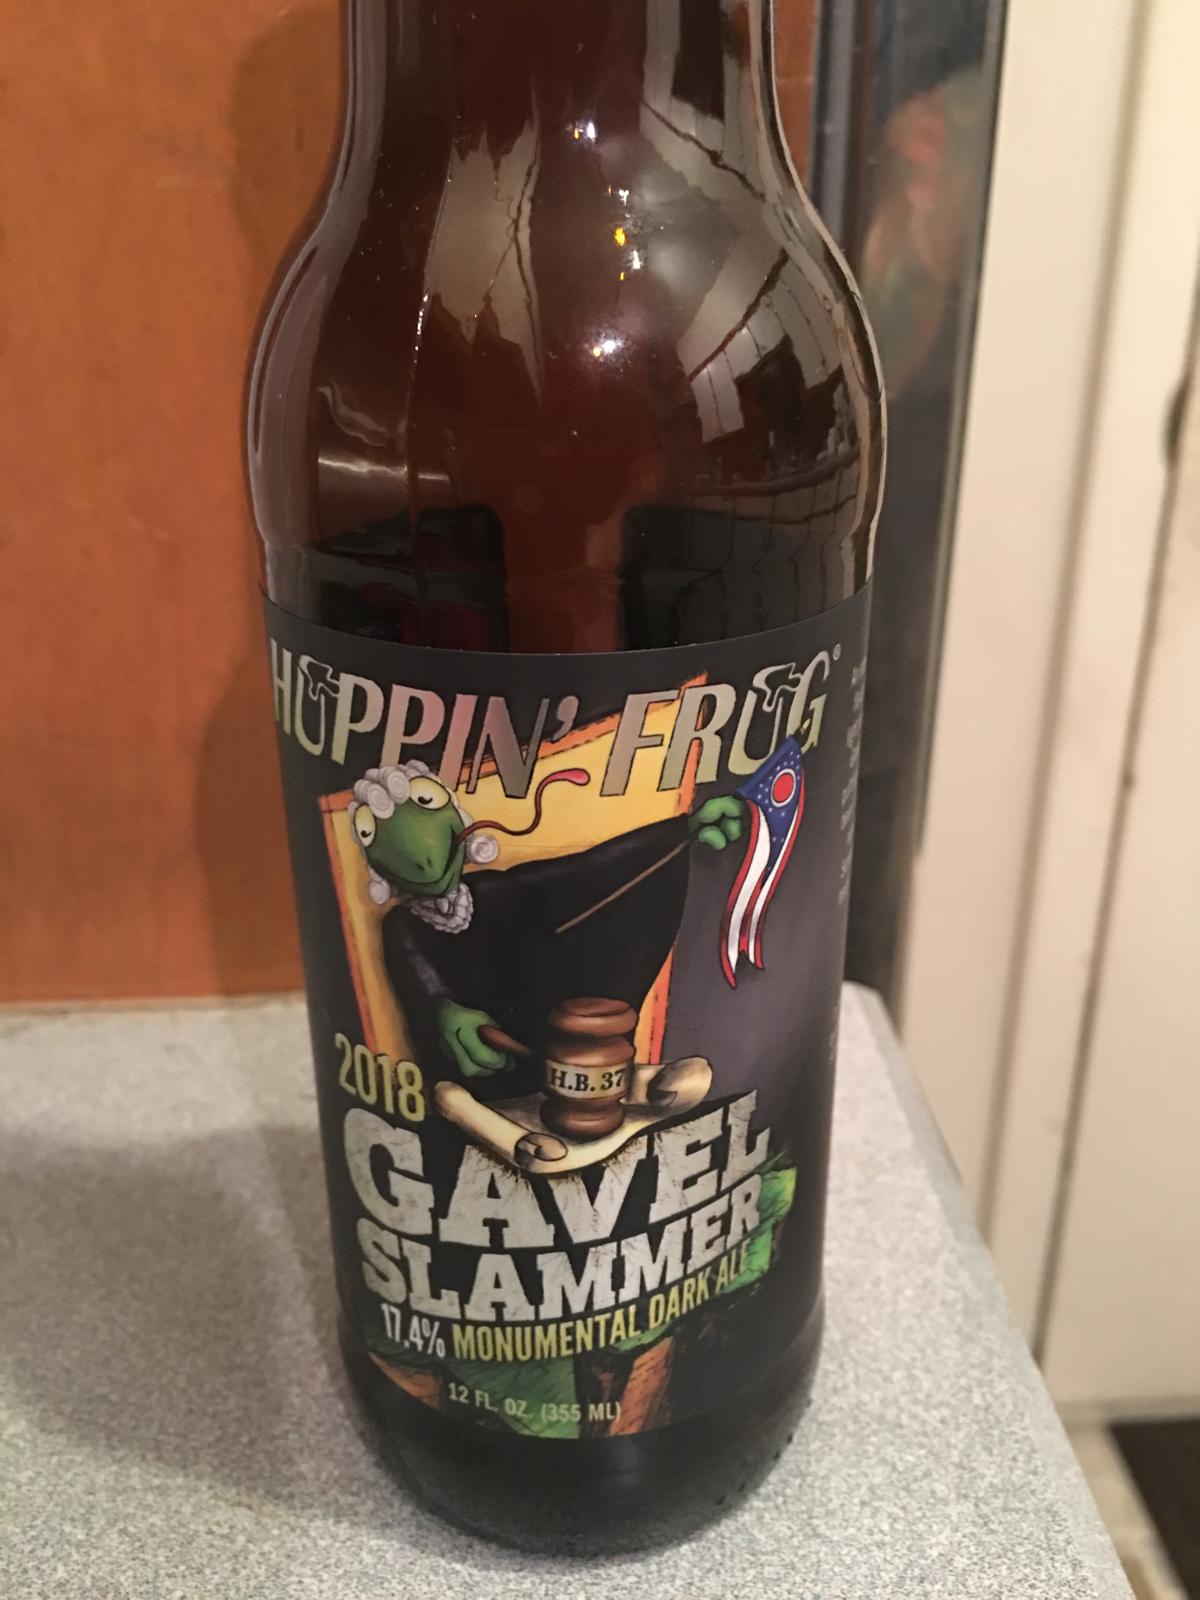 HOPPIN' FROG®
H.B. 37
2018
GAVEL
SLAMMER
17.4% MONUMENTAL DARK ALE
12 FL. OZ. (355 ML)